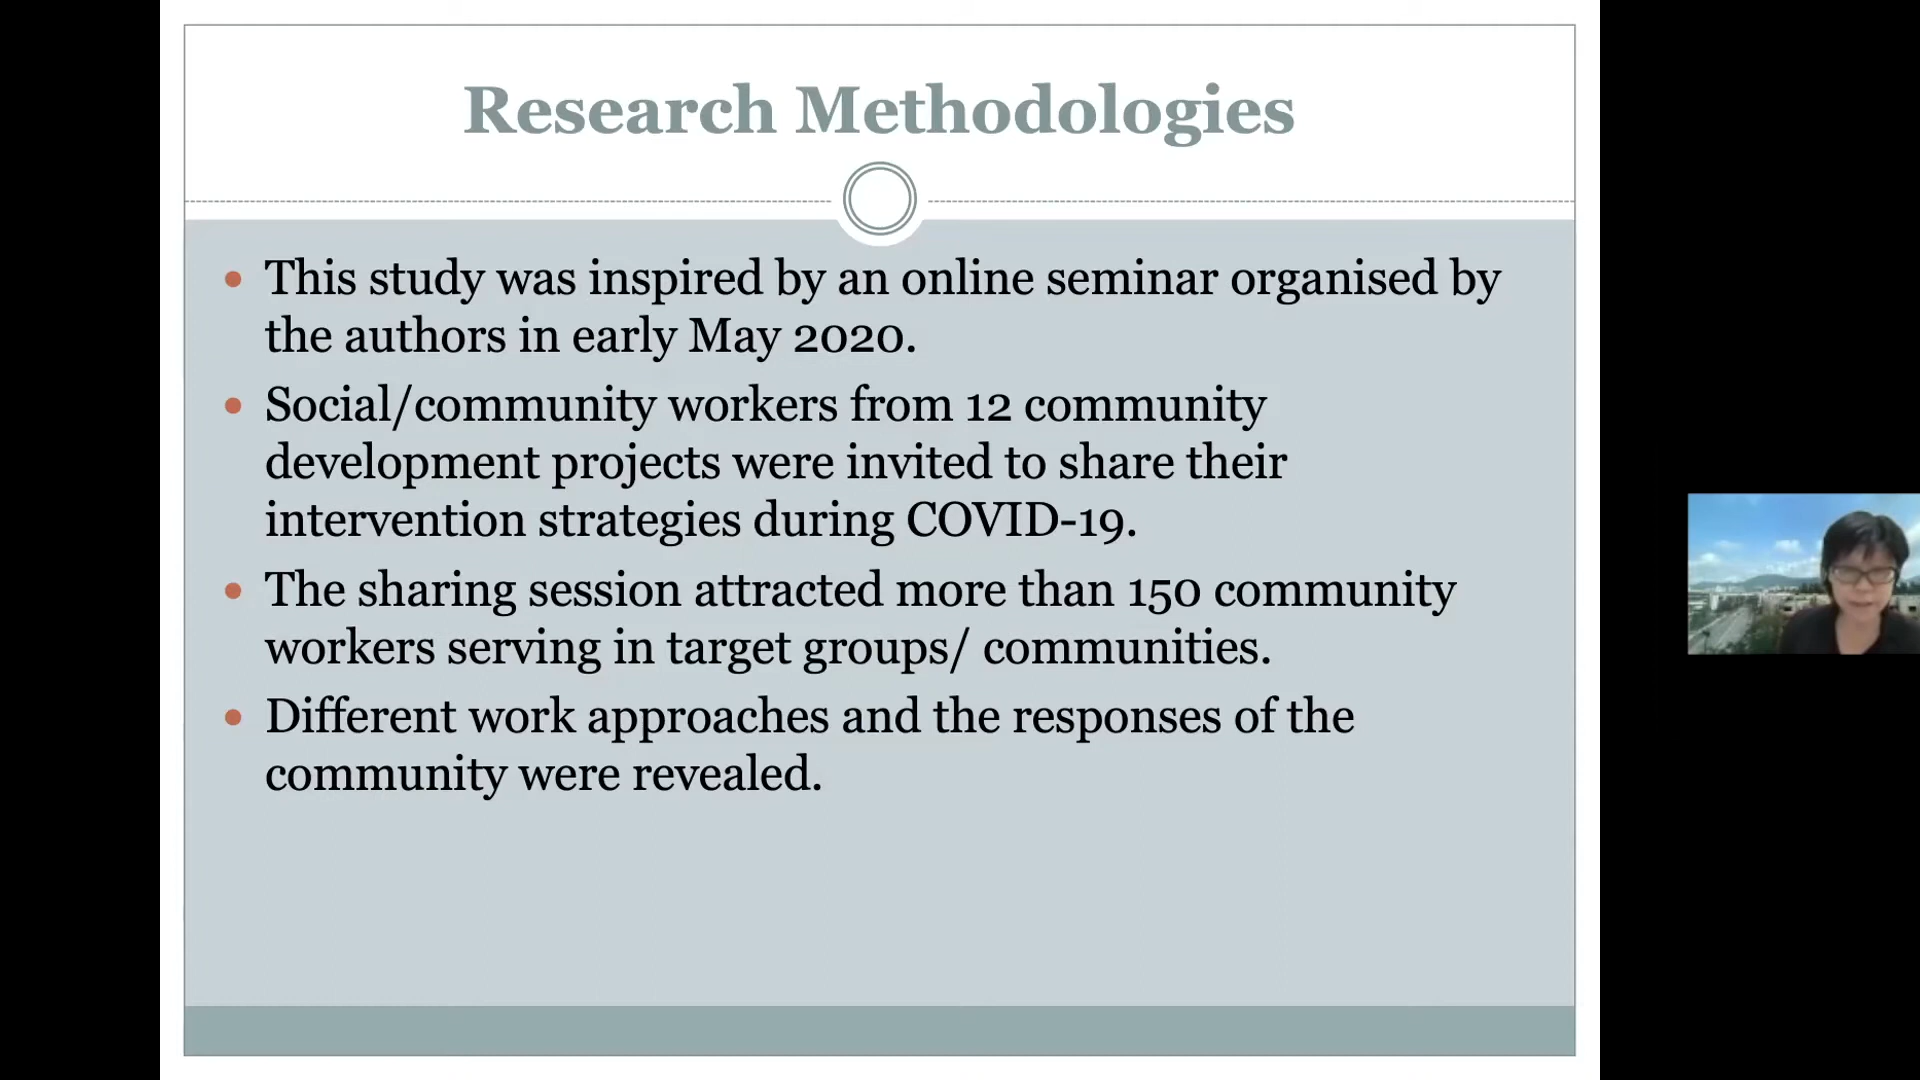 Research Methodologies
• This study was inspired by an online seminar organised by
the authors in early May 2020.
• Social/community workers from 12 community
development projects were invited to share their
intervention strategies during COVID-19.
• The sharing session attracted more than 150 community
workers serving in target groups/ communities.
• Different work approaches and the responses of the
community were revealed.